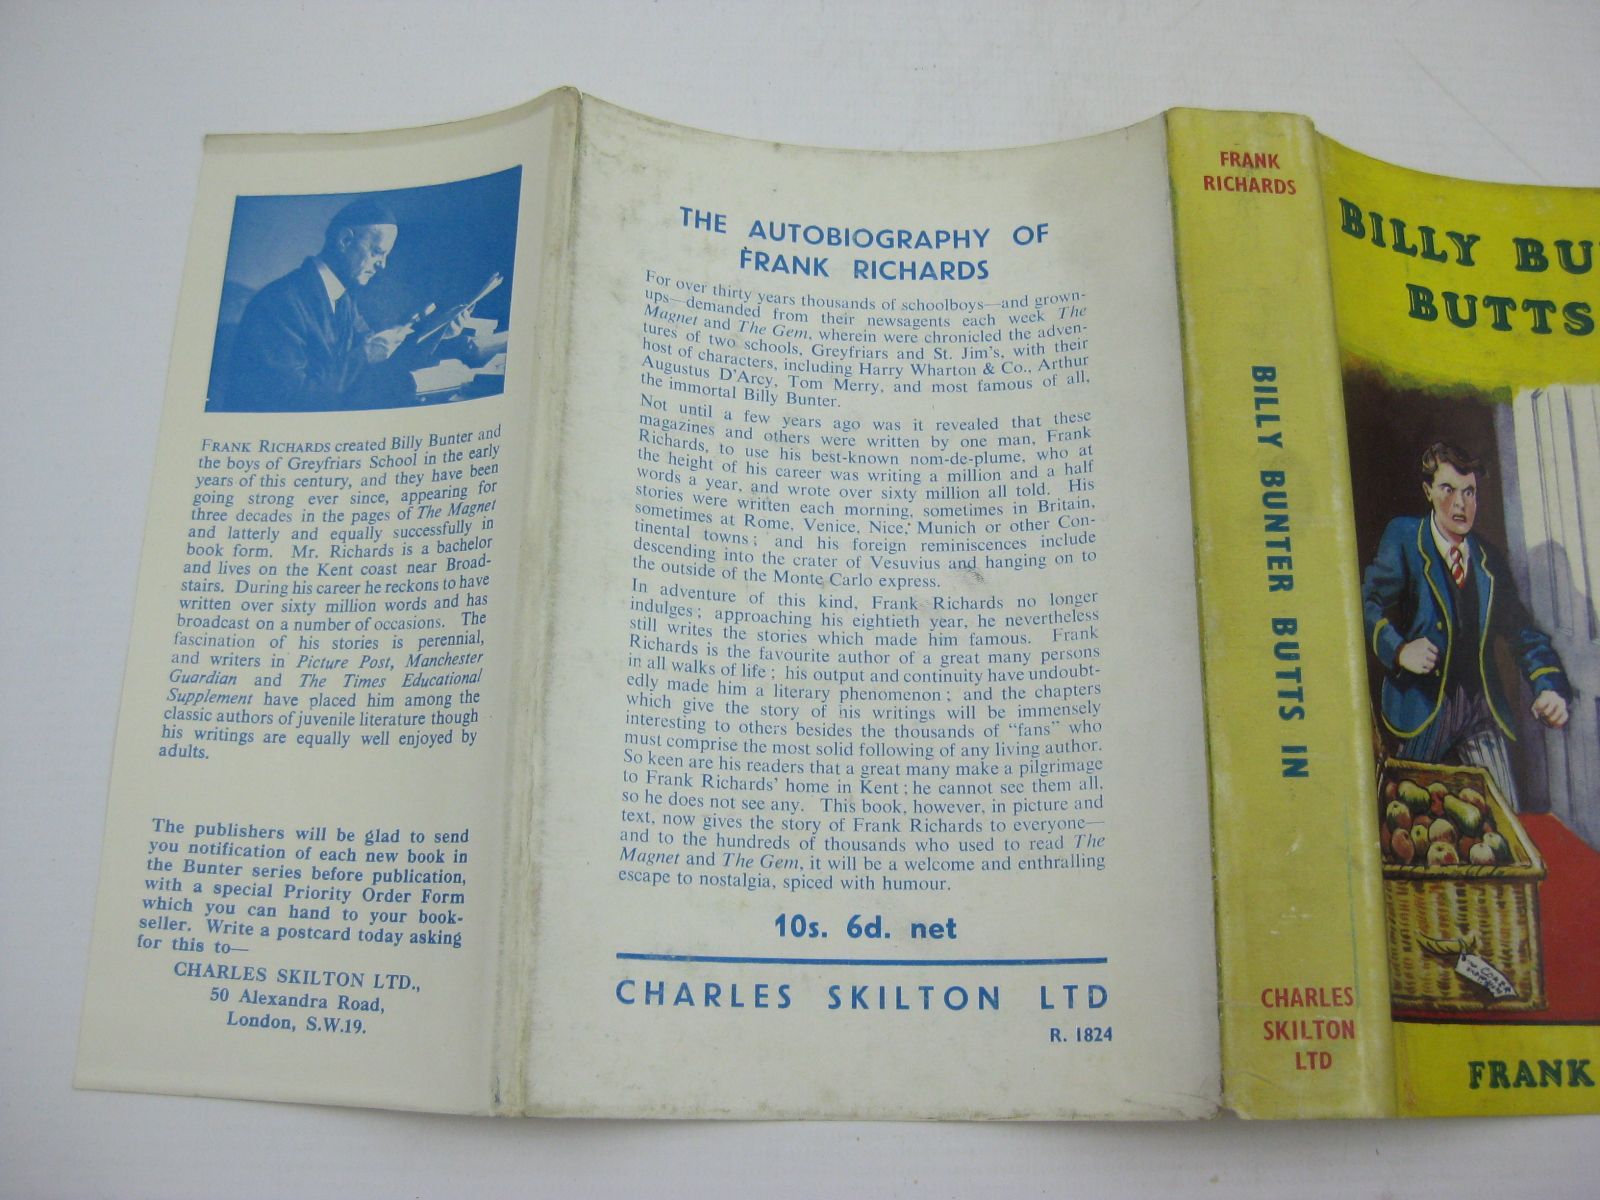 FRANK RICHARDS created Billy Bunter and
the boys of Greyfriars School in the early
years of this century, and they have been
going strong ever since, appearing for
three decades in the pages of The Magnet
and latterly and equally successfully in
book form. Mr. Richards is a bachelor
and lives on the Kent coast near Broad-
stairs. During his career he reckons to have
written over sixty million words and has
broadcast on a number of occasions. The
fascination of his stories is perennial,
and writers in Picture Post, Manchester
Guardian and The Times Educational
Supplement have placed him among the
classic authors of juvenile literature though
his writings are equally well enjoyed by
adults.
The publishers will be glad to send
you notification of each new book in
the Bunter series before publication,
with a special Priority Order Form
which you can hand to your book-
seller. Write a postcard today asking
for this to—
CHARLES SKILTON LTD.,
50 Alexandra Road,
London, S.W.19.
THE AUTOBIOGRAPHY OF
FRANK RICHARDS
For over thirty years thousands of schoolboys—and grown-
ups—demanded from their newsagents each week The
Magnet and The Gem, wherein were chronicled the adven-
tures of two schools, Greyfriars and St. Jim's, with their
host of characters, including Harry Wharton & Co., Arthur
Augustus D'Arcy, Tom Merry, and most famous of all,
the immortal Billy Bunter.
Not until a few years ago was it revealed that these
magazines and others were written by one man, Frank
Richards, to use his best-known nom-de-plume, who at
the height of his career was writing a million and a half
words a year, and wrote over sixty million all told. His
stories were written each morning, sometimes in Britain,
sometimes at Rome, Venice, Nice, Munich or other Con-
tinental towns; and his foreign reminiscences include
descending into the crater of Vesuvius and hanging on to
the outside of the Monte Carlo express.
In adventure of this kind, Frank Richards no longer
indulges; approaching his eightieth year, he nevertheless
still writes the stories which made him famous. Frank
Richards is the favourite author of a great many persons
in all walks of life; his output and continuity have undoubt-
edly made him a literary phenomenon; and the chapters
which give the story of his writings will be immensely
interesting to others besides the thousands of "fans" who
must comprise the most solid following of any living author.
So keen are his readers that a great many make a pilgrimage
to Frank Richards' home in Kent; he cannot see them all,
so he does not see any. This book, however, in picture and
text, now gives the story of Frank Richards to everyone—
and to the hundreds of thousands who used to read The
Magnet and The Gem, it will be a welcome and enthralling
escape to nostalgia, spiced with humour.
10s. 6d. net
CHARLES SKILTON LTD
R. 1824
FRANK
RICHARDS
BILLY BUNTER BUTTS IN
CHARLES
SKILTON
LTD
BILLY BU
BUTTS
FRANK